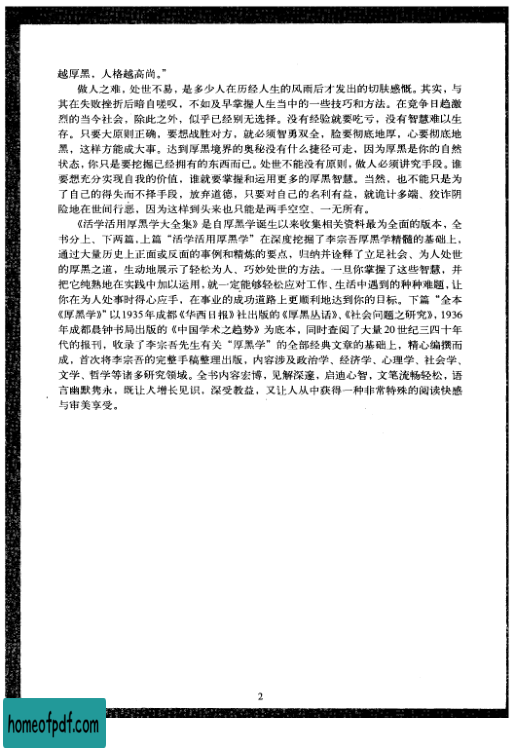 越厚黑，人格越高尚。”
做人之难，处世不易，是多少人在历经人生的风雨后才发出的切肤感慨。其实，与
其在失败挫折后暗自嗟叹，不如及早掌握人生当中的一些技巧和方法。在竞争日趋激
烈的当今社会，除此之外，似乎已经别无选择。没有经验就要吃亏，没有智慧难以生
存。只要大原则正确，要想战胜对方，就必须智勇双全，脸要彻底地厚，心要彻底地
黑，这样方能成大事。达到厚黑境界的奥秘没有什么捷径可走，因为厚黑是你的自然
状态，你只是要挖掘已经拥有的东西而已。处世不能没有原则，做人必须讲究手段。谁
要想充分实现自我的价值，谁就要掌握和运用更多的厚黑智慧。当然，也不能只是为
了自己的得失而不择手段，放弃道德，只要对自己的名利有益，就诡计多端、狡诈阴
险地在世间行恶，因为这样到头来也只能是两手空空、一无所有。
《活学活用厚黑学大全集》是自厚黑学诞生以来收集相关资料最为全面的版本，全
书分上、下两篇，上篇“活学活用厚黑学”在深度挖掘了李宗吾厚黑学精髓的基础上，
通过大量历史上正面或反面的事例和精炼的要点，归纳并诠释了立足社会、为人处世
的厚黑之道，生动地展示了轻松为人、巧妙处世的方法。一旦你掌握了这些智慧，并
把它纯熟地在实践中加以运用，就一定能够轻松应对工作、生活中遇到的种种难题，让
你在为人处事时得心应手，在事业的成功道路上更顺利地达到你的目标。下篇“全本
《厚黑学》”以1935年成都《华西日报》社出版的《厚黑丛话》、《社会问题之研究》，1936
年成都晨钟书局出版的《中国学术之趋势》为底本，同时查阅了大量20世纪三四十年
代的报刊，收录了李宗吾先生有关“厚黑学”的全部经典文章的基础上，精心编撰而
成，首次将李宗吾的完整手稿整理出版，内容涉及政治学、经济学、心理学、社会学、
文学、哲学等诸多研究领域。全书内容宏博，见解深邃，启迪心智，文笔流畅轻松，语
言幽默隽永，既让人增长见识，深受教益，又让人从中获得一种非常特殊的阅读快感
与审美享受。
2
homeofpdf.com